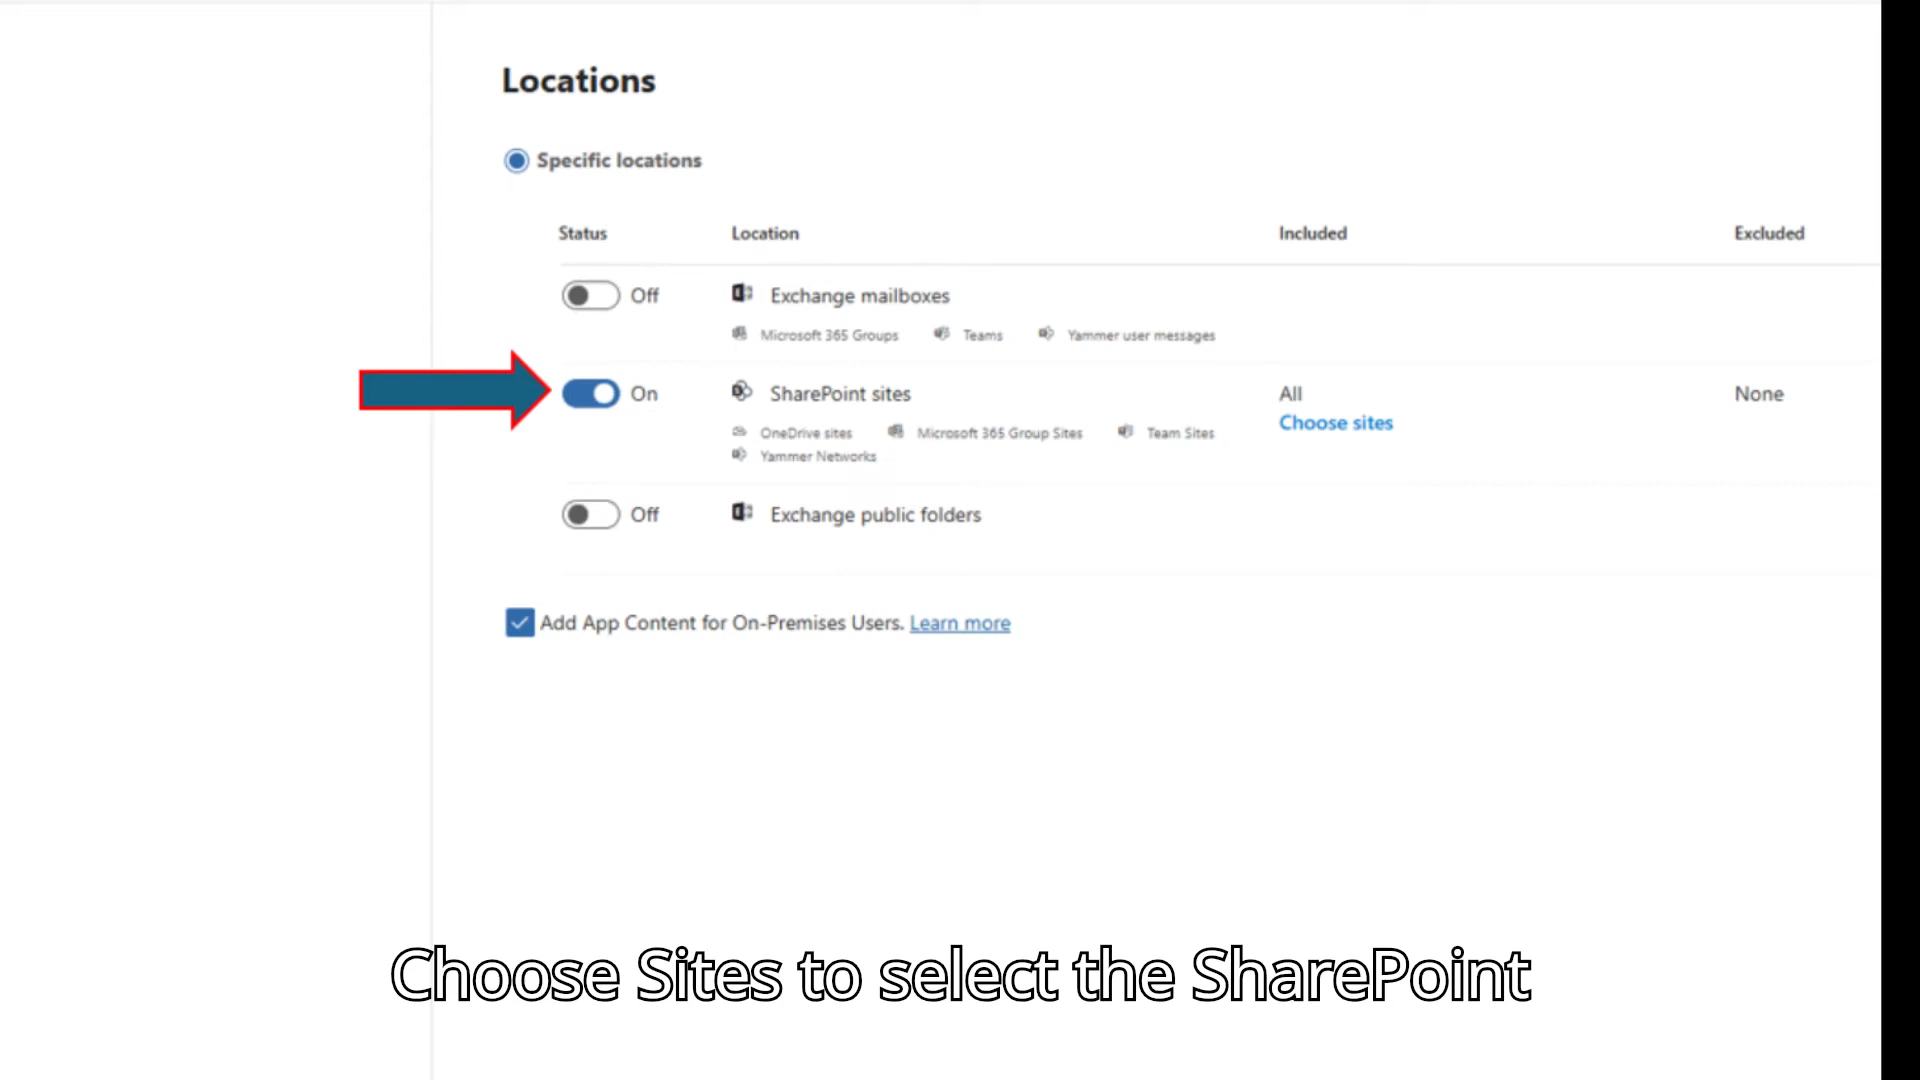 Locations
Specific locations
Status Location Included Excluded
Off Exchange mailboxes
Microsoft 365 Groups Teams Yammer user messages
On SharePoint sites All None
Choose sites
OneDrive sites Microsoft 365 Group Sites Team Sites
Yammer Networks
Off Exchange public folders
Add App Content for On-Premises Users. Learn more
Choose Sites to select the SharePoint